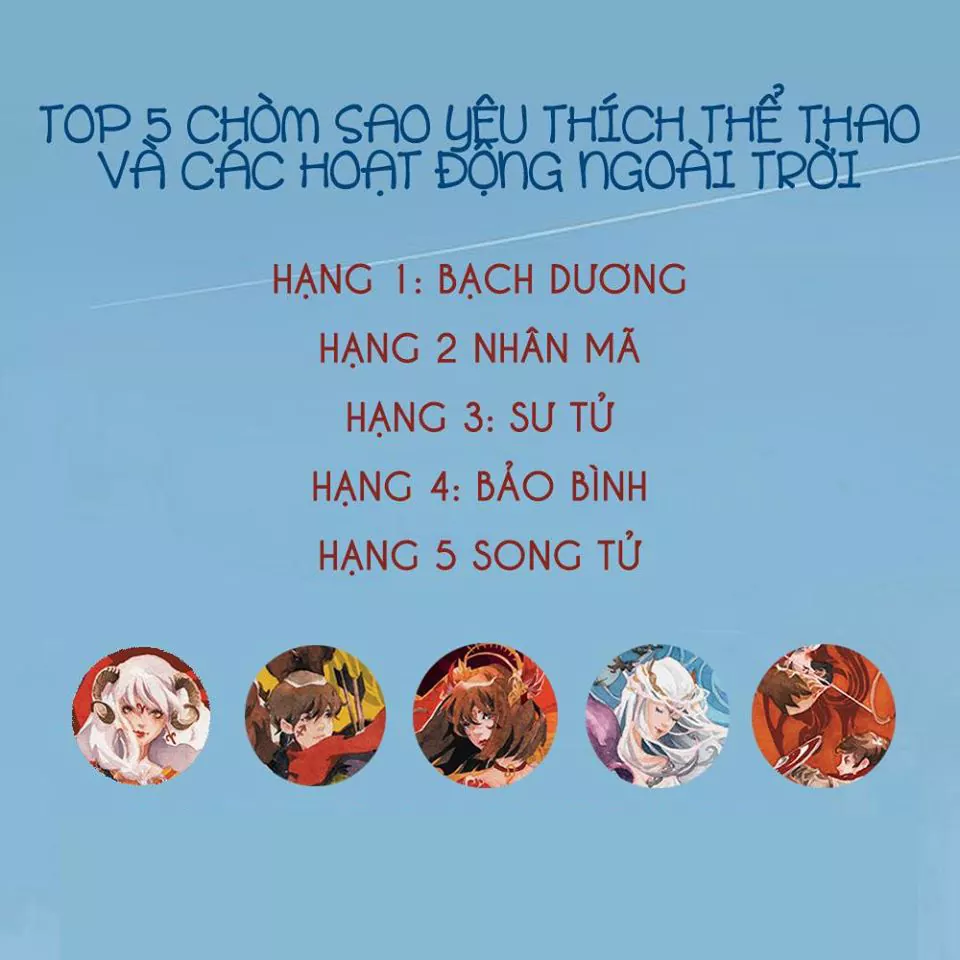 TOP 5 CHÒM SAO YÊU THÍCH THỂ THAO
VÀ CÁC HOẠT ĐỘNG NGOÀI TRỜI
HẠNG 1: BẠCH DƯƠNG
HẠNG 2 NHÂN MÃ
HẠNG 3: SƯ TỬ
HẠNG 4: BẢO BÌNH
HẠNG 5 SONG TỬ